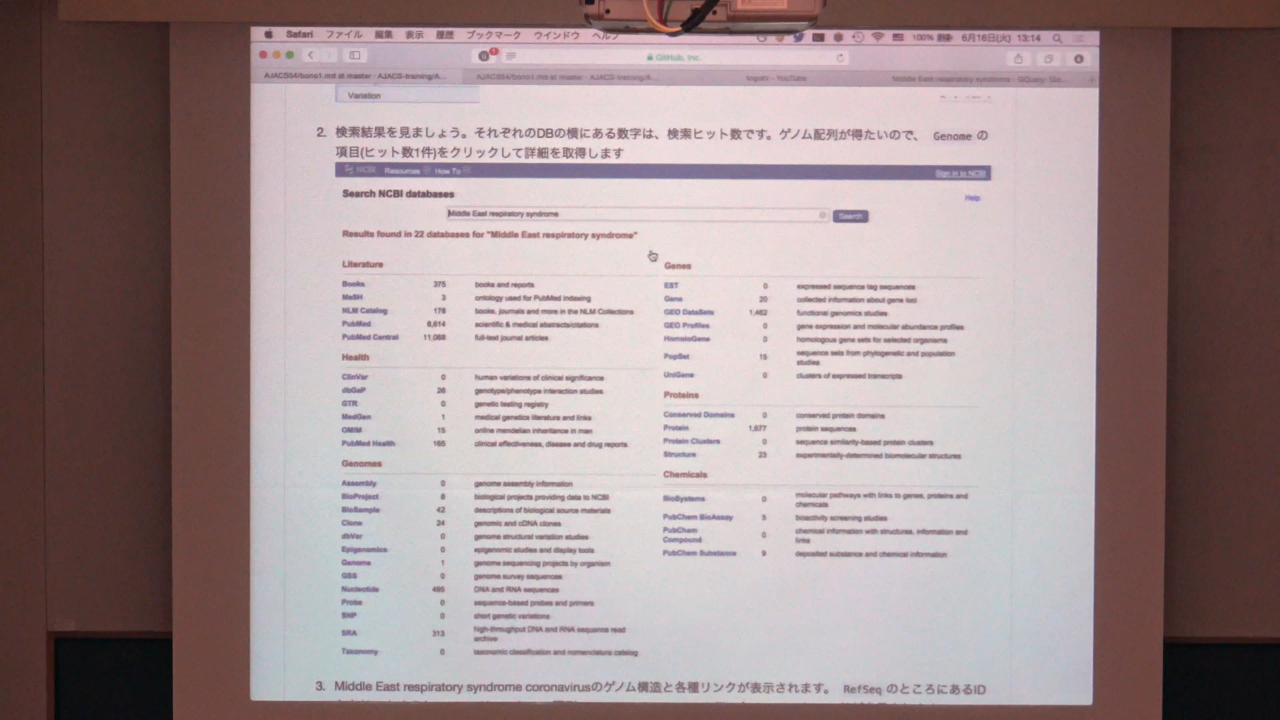 Safari ファイル 編集 表示 履歴 ブックマーク ウインドウ ヘルプ 100% 6月16日(火) 13:14
GitHub, Inc.
AJACS54/bono1.md at master · AJACS-training/A... AJACS54/bono1.md at master · AJACS-training/A... togotv - YouTube Middle East respiratory syndrome - GQuery: Glo...
Variation
2. 検索結果を見ましょう。それぞれのDBの横にある数字は、検索ヒット数です。ゲノム配列が得たいので、 Genome の
項目(ヒット数1件)をクリックして詳細を取得します
NCBI Resources How To Sign in to NCBI
Search NCBI databases
Help
Middle East respiratory syndrome Search
Results found in 22 databases for "Middle East respiratory syndrome"
Literature
Books 375 books and reports
MeSH 3 ontology used for PubMed indexing
NLM Catalog 178 books, journals and more in the NLM Collections
PubMed 8,614 scientific & medical abstracts/citations
PubMed Central 11,068 full-text journal articles
Health
ClinVar 0 human variations of clinical significance
dbGaP 26 genotype/phenotype interaction studies
GTR 0 genetic testing registry
MedGen 1 medical genetics literature and links
OMIM 15 online mendelian inheritance in man
PubMed Health 165 clinical effectiveness, disease and drug reports
Genomes
Assembly 0 genome assembly information
BioProject 8 biological projects providing data to NCBI
BioSample 42 descriptions of biological source materials
Clone 24 genomic and cDNA clones
dbVar 0 genome structural variation studies
Epigenomics 0 epigenomic studies and display tools
Genome 1 genome sequencing projects by organism
GSS 0 genome survey sequences
Nucleotide 495 DNA and RNA sequences
Probe 0 sequence-based probes and primers
SNP 0 short genetic variations
SRA 313 high-throughput DNA and RNA sequence read
archive
Taxonomy 0 taxonomic classification and nomenclature catalog
Genes
EST 0 expressed sequence tag sequences
Gene 20 collected information about gene loci
GEO DataSets 1,462 functional genomics studies
GEO Profiles 0 gene expression and molecular abundance profiles
HomoloGene 0 homologous gene sets for selected organisms
PopSet 15 sequence sets from phylogenetic and population
studies
UniGene 0 clusters of expressed transcripts
Proteins
Conserved Domains 0 conserved protein domains
Protein 1,677 protein sequences
Protein Clusters 0 sequence similarity-based protein clusters
Structure 23 experimentally-determined biomolecular structures
Chemicals
BioSystems 0 molecular pathways with links to genes, proteins and
chemicals
PubChem BioAssay 5 bioactivity screening studies
PubChem
Compound 0 chemical information with structures, information and
links
PubChem Substance 9 deposited substance and chemical information
3. Middle East respiratory syndrome coronavirusのゲノム構造と各種リンクが表示されます。 RefSeq のところにあるID